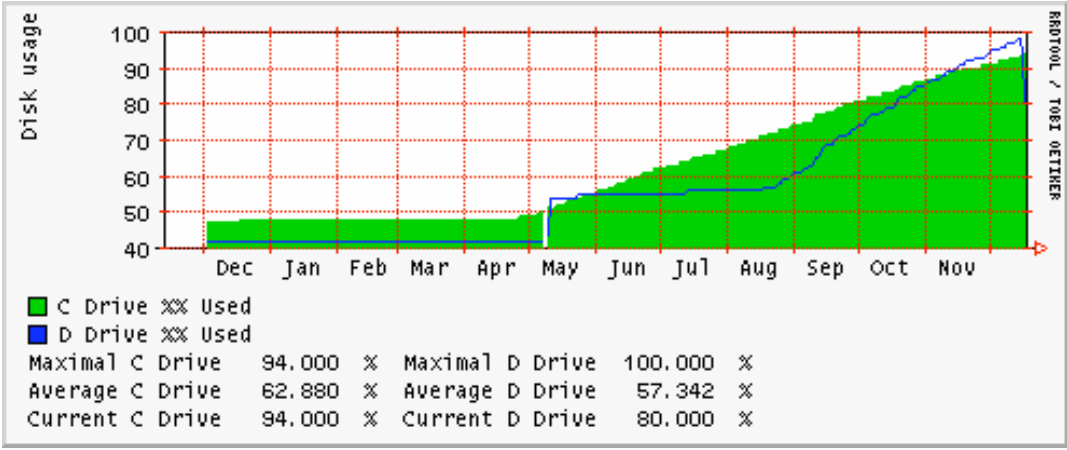 Disk usage
100
90
80
70
60
50
40
Dec Jan Feb Mar Apr May Jun Jul Aug Sep Oct Nov
RRDTOOL / TOBI OETIKER
C Drive %% Used
D Drive %% Used
Maximal C Drive 94.000 % Maximal D Drive 100.000 %
Average C Drive 62.880 % Average D Drive 57.342 %
Current C Drive 94.000 % Current D Drive 80.000 %